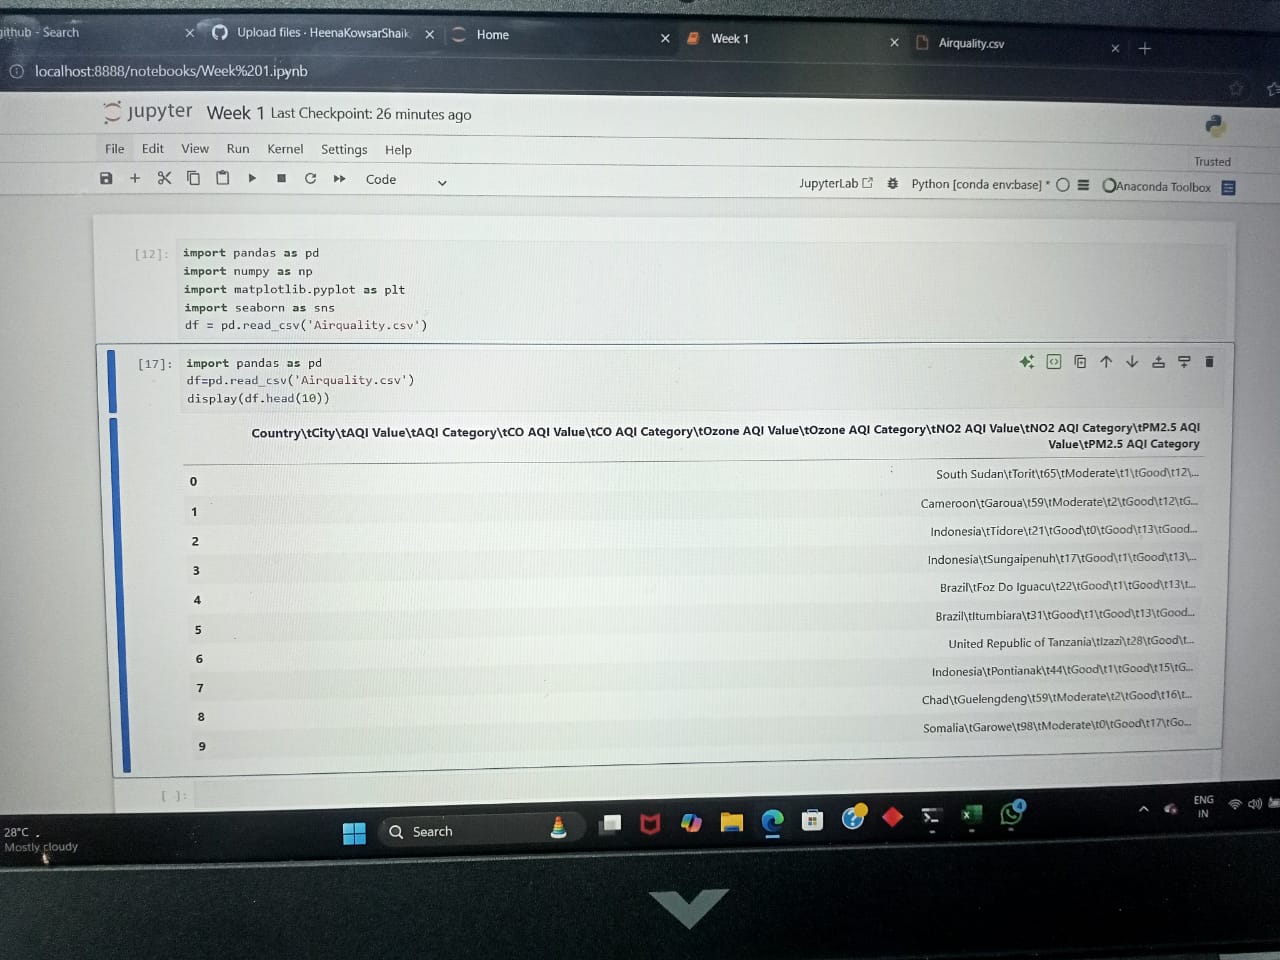 github - Search
Upload files · HeenaKowsarShaik
Home
Week 1
Airquality.csv
localhost:8888/notebooks/Week%201.ipynb
jupyter Week 1 Last Checkpoint: 26 minutes ago
File Edit View Run Kernel Settings Help
Trusted
Code
JupyterLab
Python [conda env:base] *
Anaconda Toolbox
[12]:
import pandas as pd
import numpy as np
import matplotlib.pyplot as plt
import seaborn as sns
df = pd.read_csv('Airquality.csv')
[17]:
import pandas as pd
df=pd.read_csv('Airquality.csv')
display(df.head(10))
Country\tCity\tAQI Value\tAQI Category\tCO AQI Value\tCO AQI Category\tOzone AQI Value\tOzone AQI Category\tNO2 AQI Value\tNO2 AQI Category\tPM2.5 AQI
Value\tPM2.5 AQI Category
0 South Sudan\tTorit\t65\tModerate\t1\tGood\t12\...
1 Cameroon\tGaroua\t59\tModerate\t2\tGood\t12\tG...
2 Indonesia\tTidore\t21\tGood\t0\tGood\t13\tGood...
3 Indonesia\tSungaipenuh\t17\tGood\t1\tGood\t13\...
4 Brazil\tFoz Do Iguacu\t22\tGood\t1\tGood\t13\t...
5 Brazil\tItumbiara\t31\tGood\t1\tGood\t13\tGood...
6 United Republic of Tanzania\tIzazi\t28\tGood\t...
7 Indonesia\tPontianak\t44\tGood\t1\tGood\t15\tG...
8 Chad\tGuelengdeng\t59\tModerate\t2\tGood\t16\t...
9 Somalia\tGarowe\t98\tModerate\t0\tGood\t17\tGo...
[ ]:
28°C
Mostly cloudy
Search
4
ENG
IN